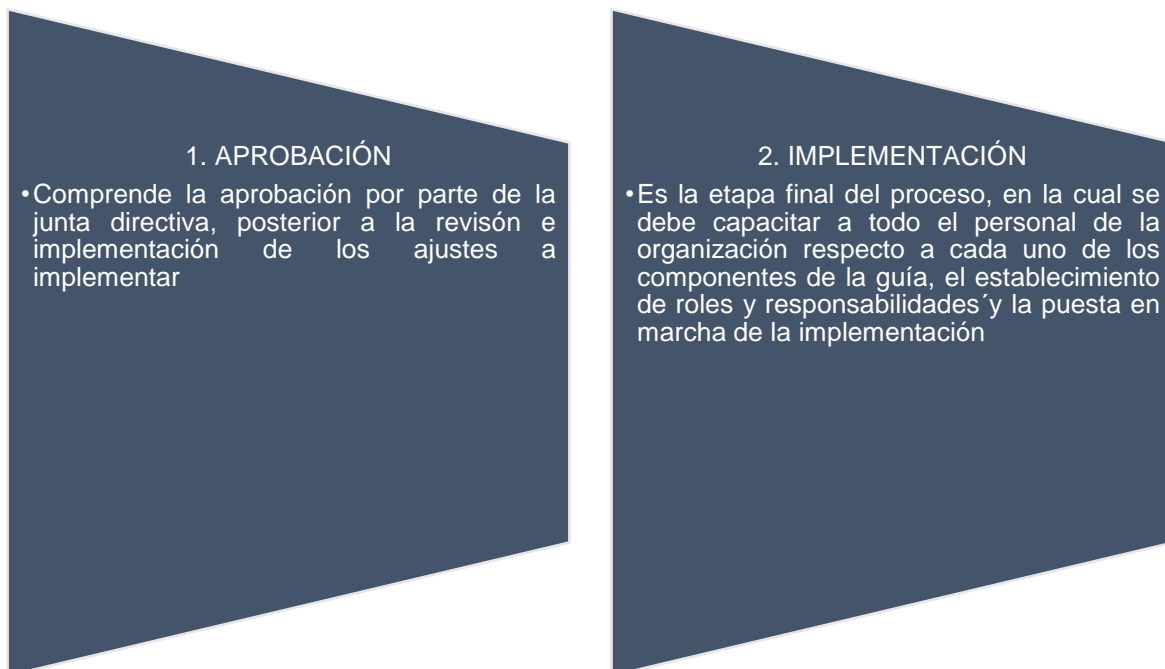 1. APROBACIÓN
•Comprende la aprobación por parte de la
junta directiva, posterior a la revisón e
implementación de los ajustes a
implementar
2. IMPLEMENTACIÓN
•Es la etapa final del proceso, en la cual se
debe capacitar a todo el personal de la
organización respecto a cada uno de los
componentes de la guía, el establecimiento
de roles y responsabilidades´y la puesta en
marcha de la implementación